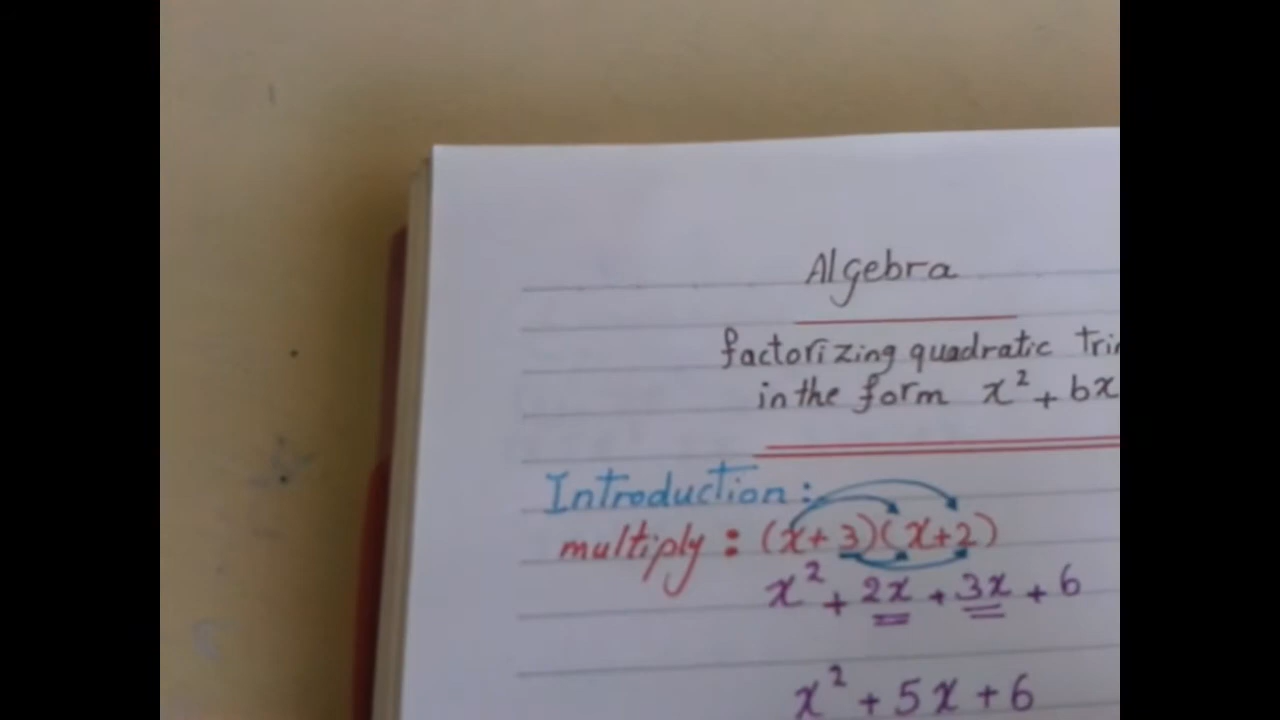 Algebra
factorizing quadratic
in the form x² + bx
Introduction:
multiply : (x+3)(x+2)
x² + 2x + 3x + 6
x² + 5x + 6